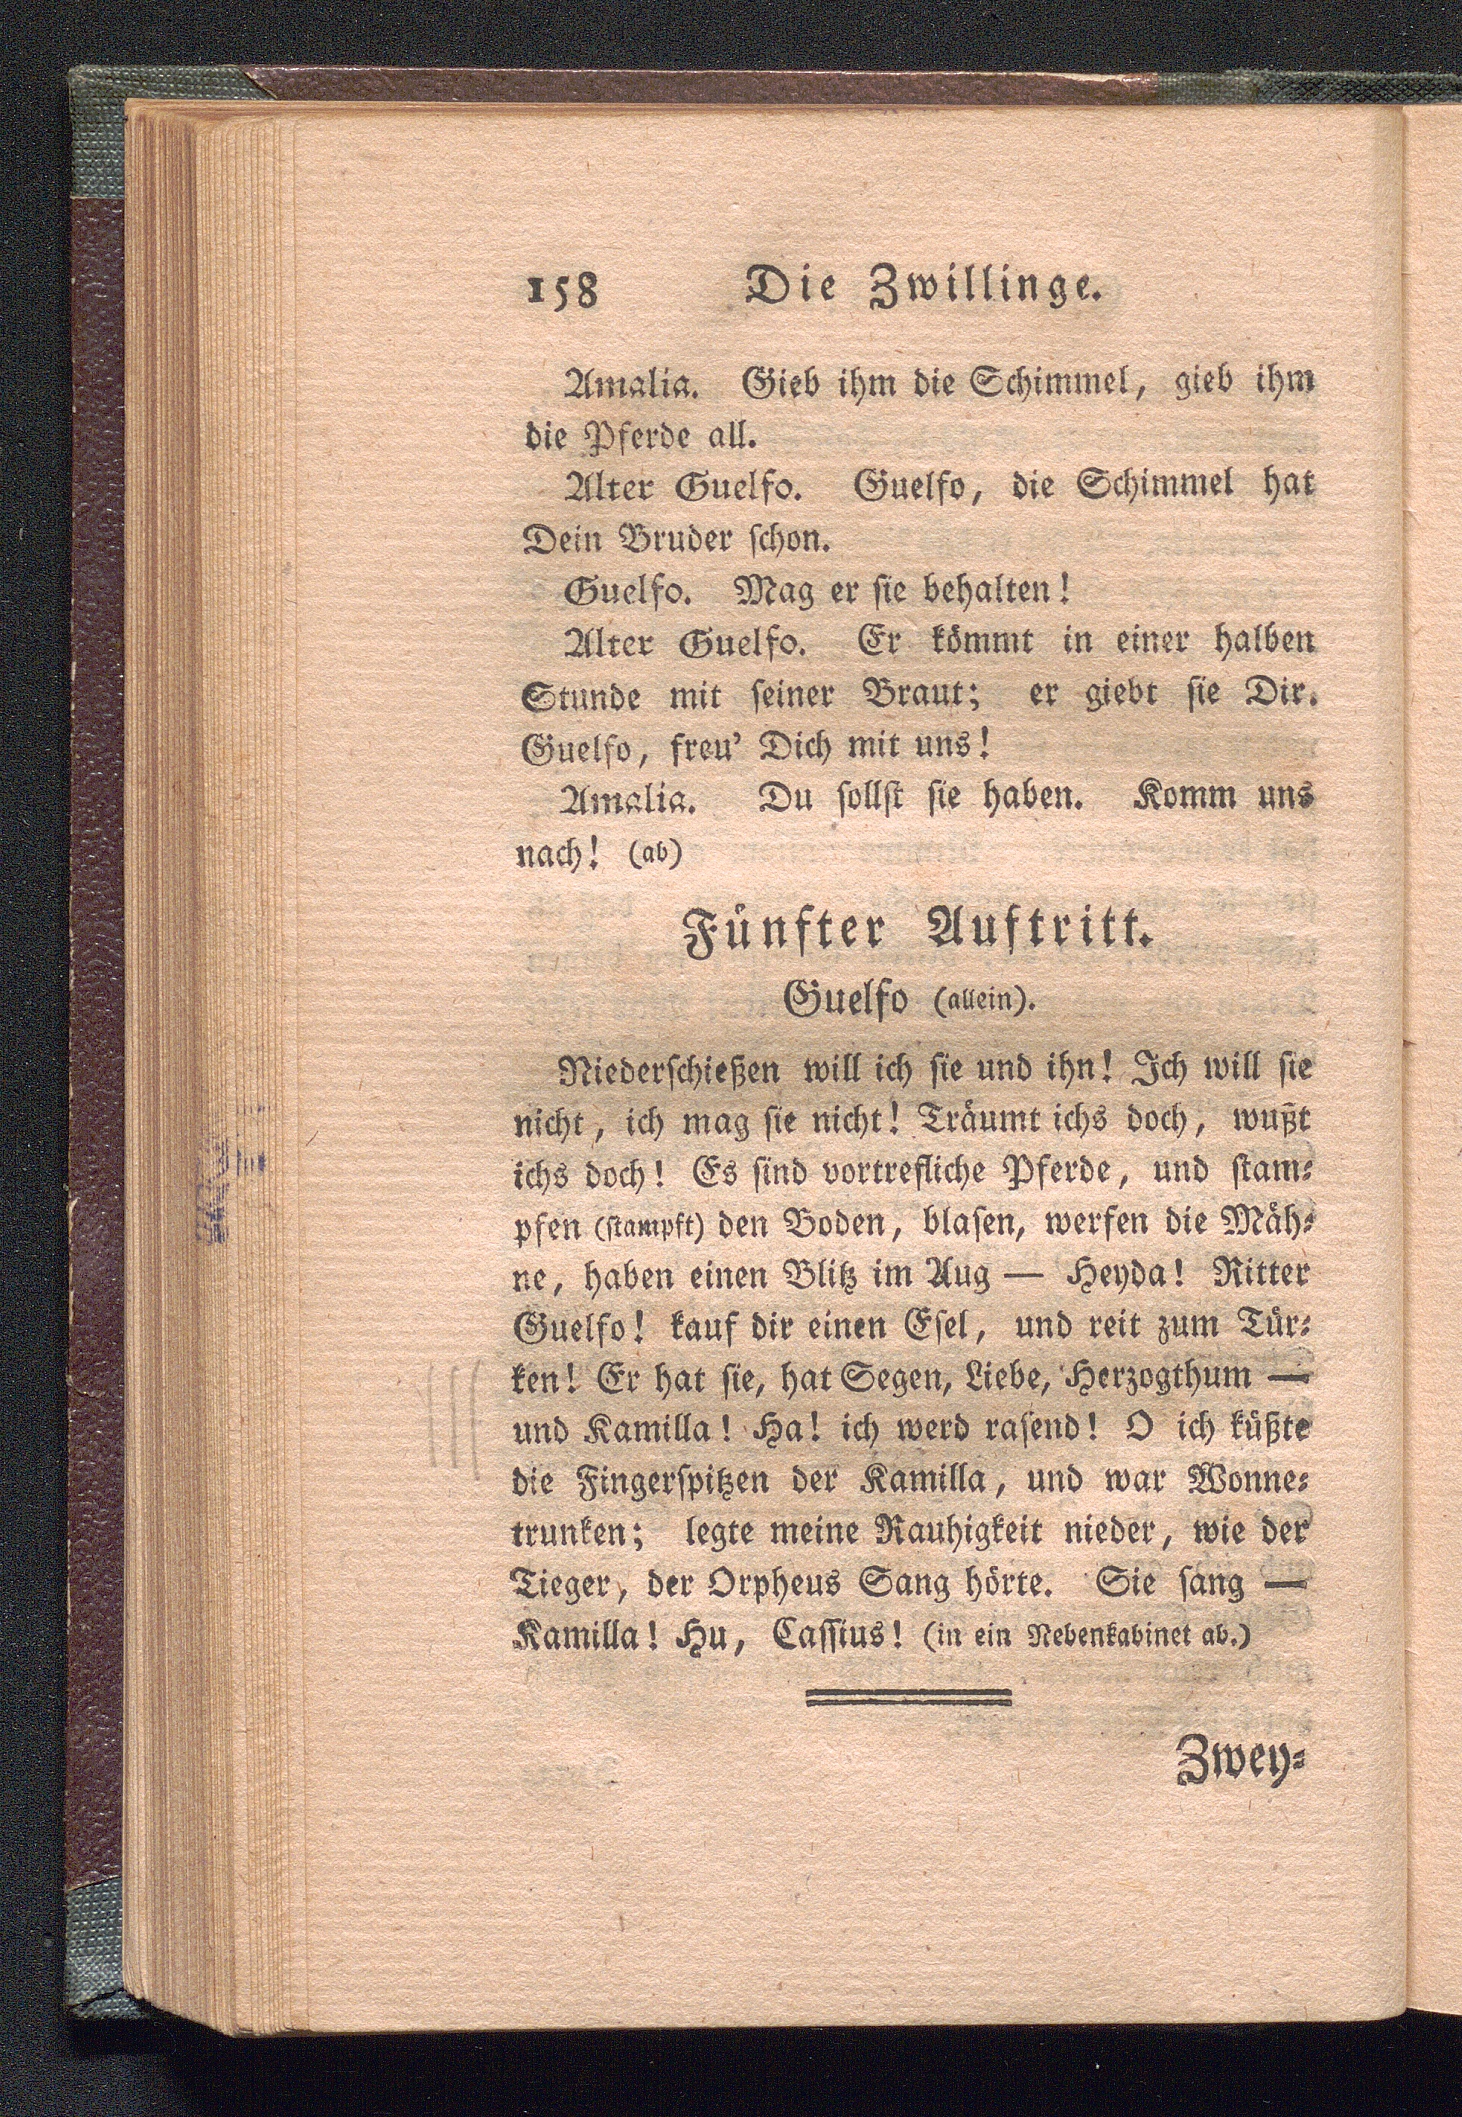 158 Die Zwillinge.
Amalia. Gieb ihm die Schimmel, gieb ihm
die Pferde all.
Alter Guelfo. Guelfo, die Schimmel hat
Dein Bruder ſchon.
Guelfo. Mag er ſie behalten!
Alter Guelfo. Er kömmt in einer halben
Stunde mit ſeiner Braut; er giebt ſie Dir.
Guelfo, freu' Dich mit uns!
Amalia. Du ſollſt ſie haben. Komm uns
nach! (ab)
Fünfter Auftritt.
Guelfo (allein).
Niederſchießen will ich ſie und ihn! Ich will ſie
nicht, ich mag ſie nicht! Träumt ichs doch, wußt
ichs doch! Es ſind vortrefliche Pferde, und ſtam⸗
pfen (ſtampft) den Boden, blaſen, werfen die Mäh⸗
ne, haben einen Blitz im Aug — Heyda! Ritter
Guelfo! kauf dir einen Eſel, und reit zum Tür⸗
ken! Er hat ſie, hat Segen, Liebe, Herzogthum —
und Kamilla! Ha! ich werd raſend! O ich küßte
die Fingerſpitzen der Kamilla, und war Wonne⸗
trunken; legte meine Rauhigkeit nieder, wie der
Tieger, der Orpheus Sang hörte. Sie ſang —
Kamilla! Hu, Caſſius! (in ein Nebenkabinet ab.)
Zwey⸗